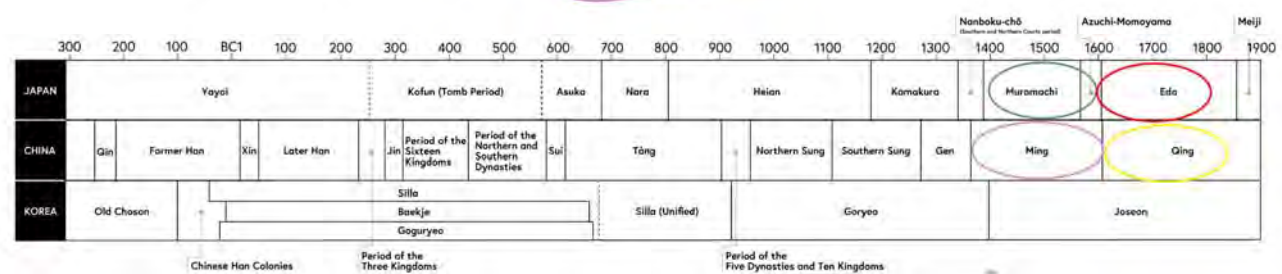 Nanboku-chō Azuchi-Momoyama Meiji
(Southern and Northern Courts period)
300 200 100 BC1 100 200 300 400 500 600 700 800 900 1000 1100 1200 1300 1400 1500 1600 1700 1800 1900
JAPAN Yayoi Kofun (Tomb Period) Asuka Nara Heian Kamakura Muromachi Edo
CHINA Qin Former Han Xin Later Han Jin Period of the Sixteen Kingdoms Period of the Northern and Southern Dynasties Sui Tàng Northern Sung Southern Sung Gen Ming Qing
KOREA Old Choson Silla Silla (Unified) Goryeo Joseon
Baekje
Goguryeo
Chinese Han Colonies
Period of the
Three Kingdoms
Period of the
Five Dynasties and Ten Kingdoms